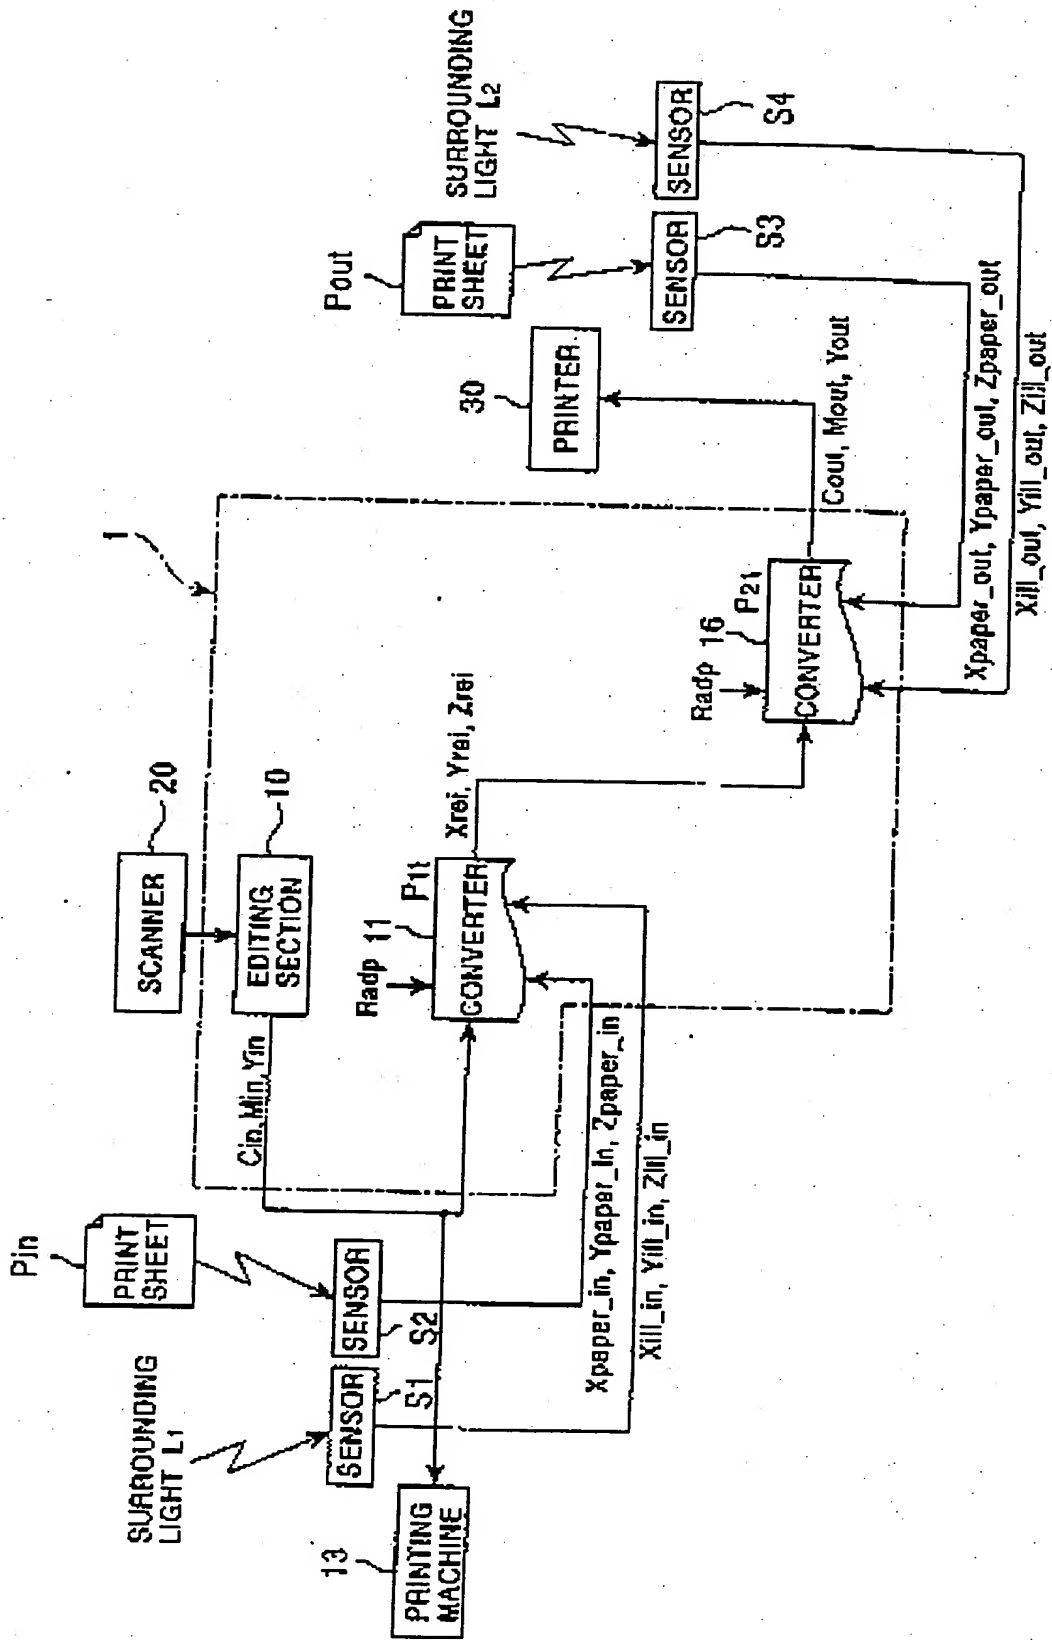 SURROUNDING
LIGHT L1
Pin
PRINT
SHEET
SENSOR
S1
SENSOR
S2
13
PRINTING
MACHINE
SCANNER
20
1
EDITING
SECTION
10
Cin,Min,Yin
Radp
11
P11
CONVERTER
Xpaper_in, Ypaper_in, Zpaper_in
Xill_in, Yill_in, Zill_in
Xrei, Yrei, Zrei
Radp
16
P21
CONVERTER
30
PRINTER
Cout, Mout, Yout
Pout
PRINT
SHEET
SURROUNDING
LIGHT L2
SENSOR
S3
SENSOR
S4
Xpaper_out, Ypaper_out, Zpaper_out
Xill_out, Yill_out, Zill_out